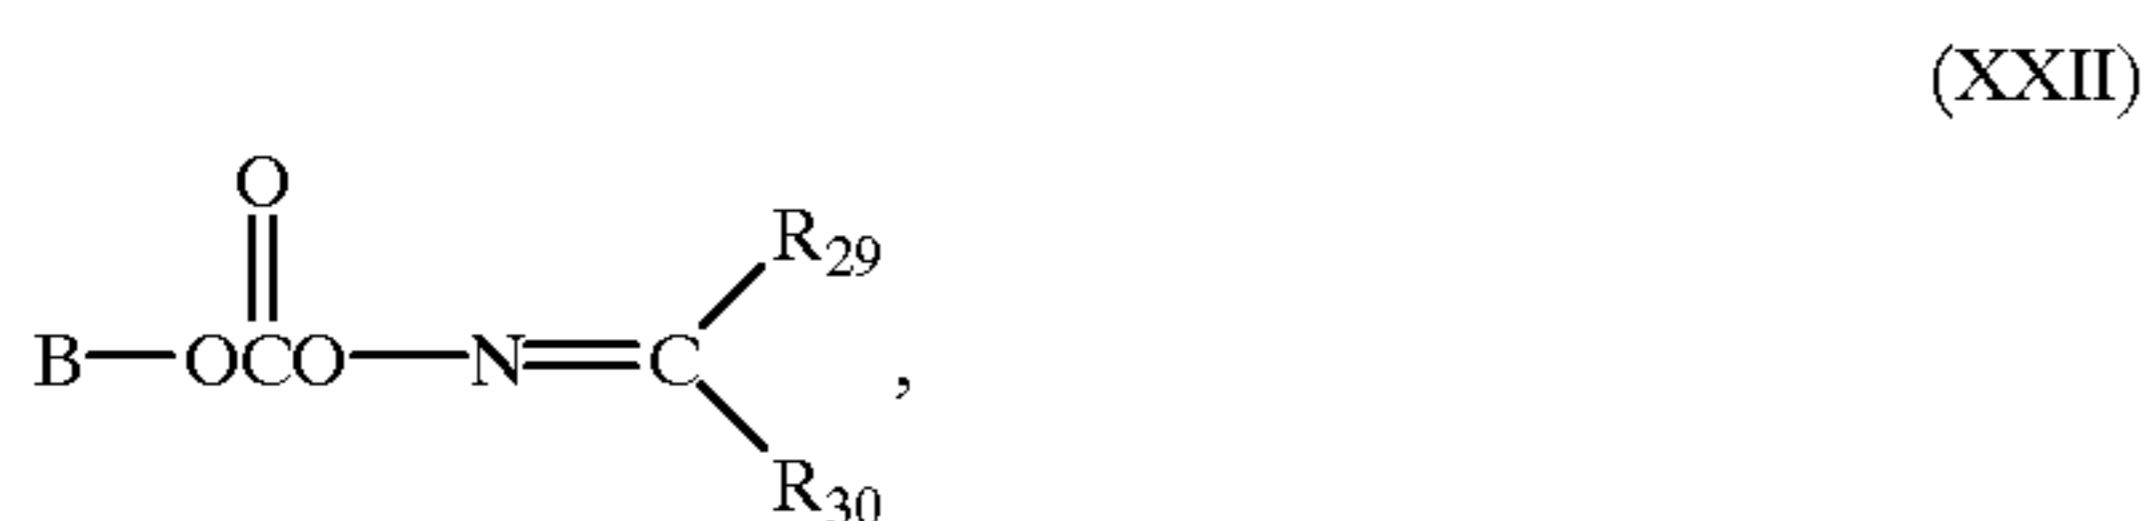 (XXII)
O
R29
B—OCO—N=C ,
R30